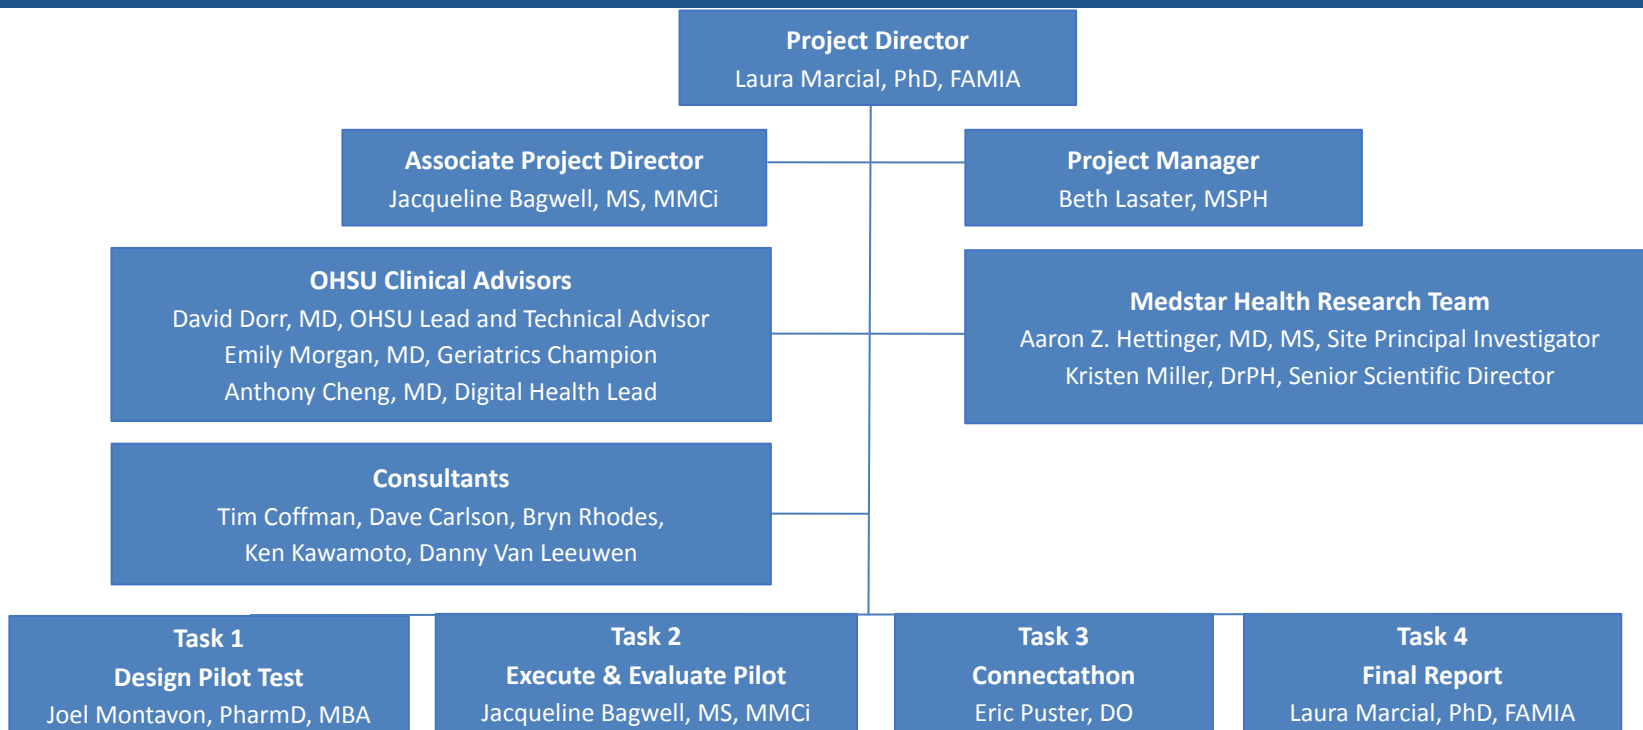 Project Director
Laura Marcial, PhD, FAMIA
Associate Project Director
Jacqueline Bagwell, MS, MMCi
Project Manager
Beth Lasater, MSPH
OHSU Clinical Advisors
David Dorr, MD, OHSU Lead and Technical Advisor
Emily Morgan, MD, Geriatrics Champion
Anthony Cheng, MD, Digital Health Lead
Medstar Health Research Team
Aaron Z. Hettinger, MD, MS, Site Principal Investigator
Kristen Miller, DrPH, Senior Scientific Director
Consultants
Tim Coffman, Dave Carlson, Bryn Rhodes,
Ken Kawamoto, Danny Van Leeuwen
Task 1
Design Pilot Test
Joel Montavon, PharmD, MBA
Task 2
Execute & Evaluate Pilot
Jacqueline Bagwell, MS, MMCi
Task 3
Connectathon
Eric Puster, DO
Task 4
Final Report
Laura Marcial, PhD, FAMIA